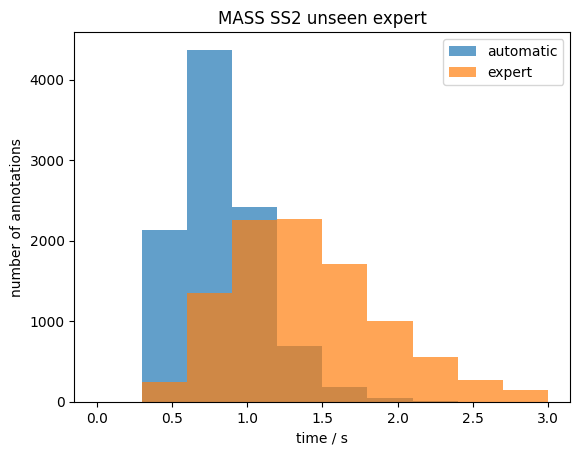 MASS SS2 unseen expert
automatic
expert
number of annotations
4000
3000
2000
1000
0
0.0 0.5 1.0 1.5 2.0 2.5 3.0
time / s